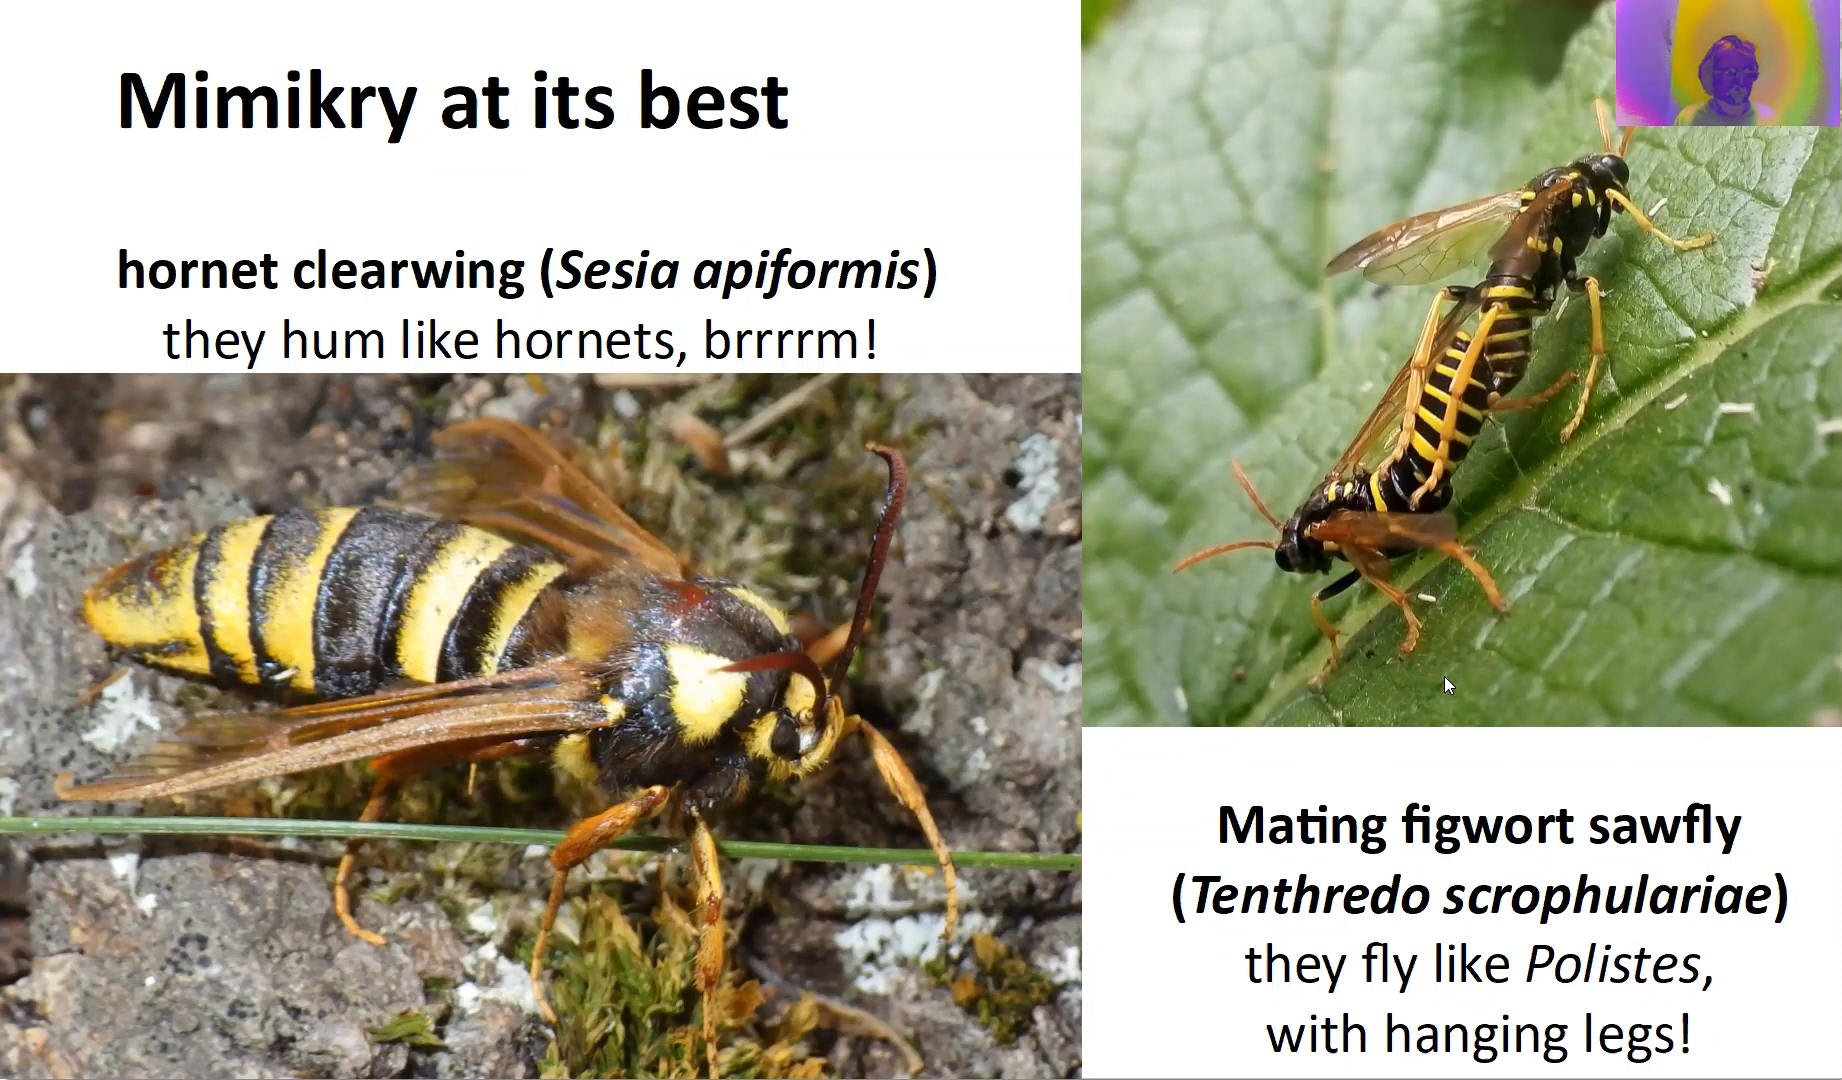 Mimikry at its best
hornet clearwing (Sesia apiformis)
they hum like hornets, brrrrm!
Mating figwort sawfly
(Tenthredo scrophulariae)
they fly like Polistes,
with hanging legs!